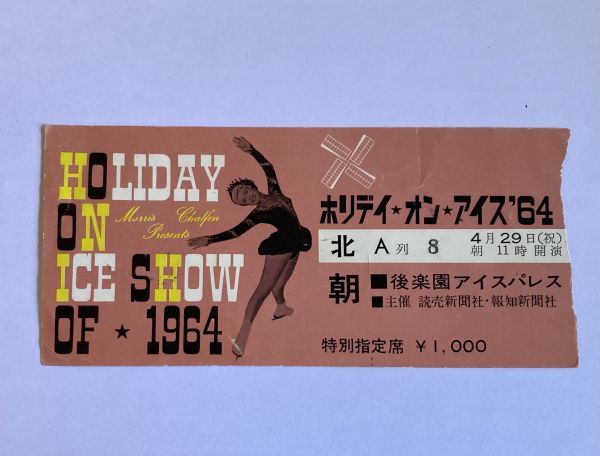 HOLIDAY
ON
Morris Chalfen
Presents
ICE SHOW
OF ★ 1964
ホリデイ★オン★アイス'64
北 A列 8 4月29日(祝)
朝11時開演
朝 ■後楽園アイスパレス
■主催 読売新聞社・報知新聞社
特別指定席 ¥1,000